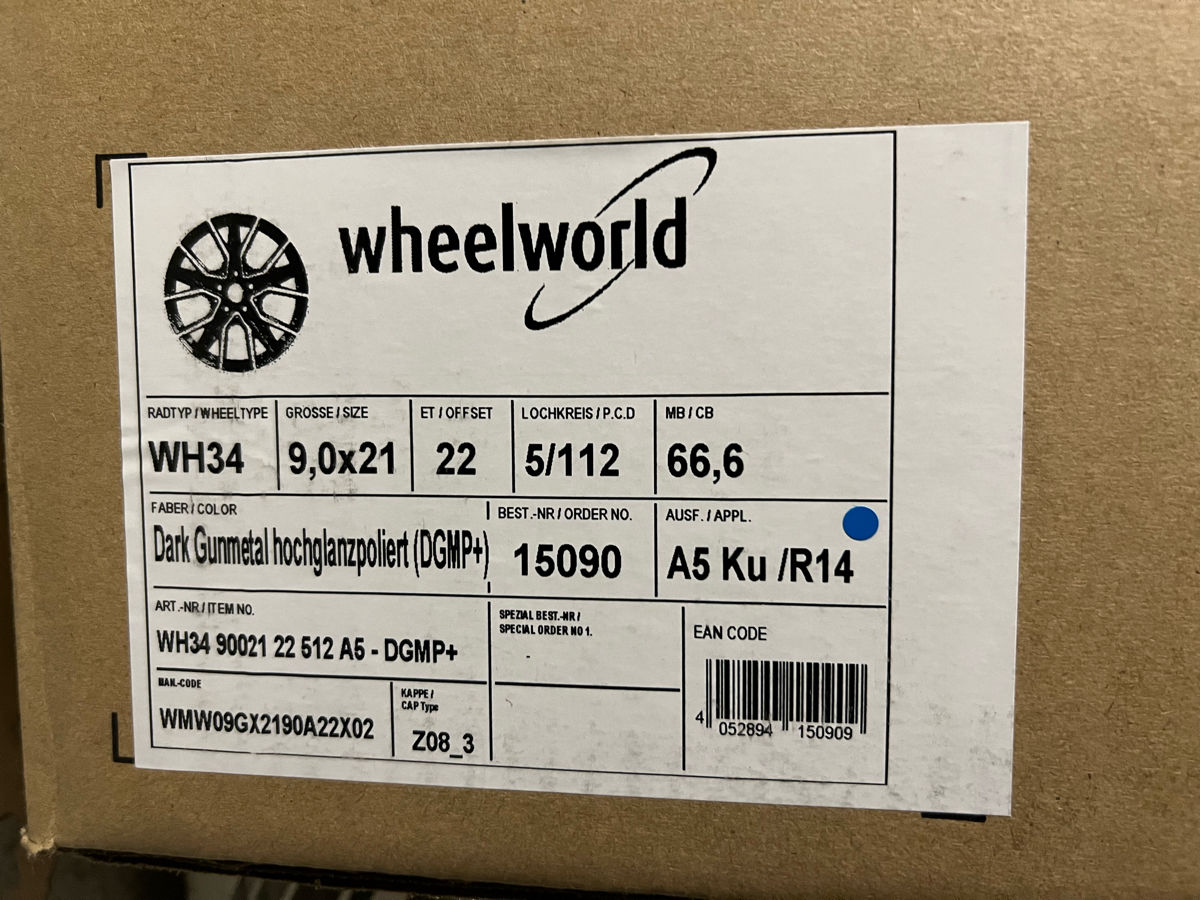 wheelworld
RADTYP / WHEELTYPE
WH34
GROSSE / SIZE
9,0x21
ET / OFFSET
22
LOCHKREIS / P.C.D
5/112
MB / CB
66,6
FABER / COLOR
Dark Gunmetal hochglanzpoliert (DGMP+)
BEST.-NR / ORDER NO.
15090
AUSF. / APPL.
A5 Ku /R14
ART.-NR / ITEM NO.
WH34 90021 22 512 A5 - DGMP+
SPEZIAL BEST.-NR /
SPECIAL ORDER NO 1.
-
EAN CODE
4 052894 150909
MAN.-CODE
WMW09GX2190A22X02
KAPPE /
CAP Type
Z08_3